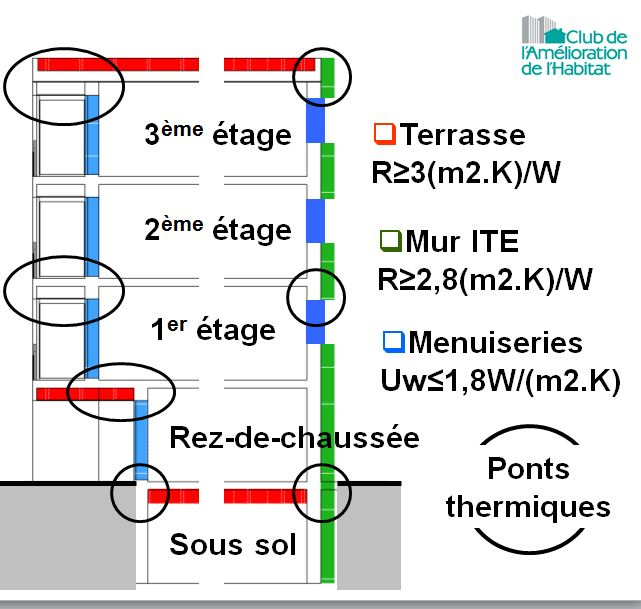 Club de
l'Amélioration
de l'Habitat
3ème étage
Terrasse
R≥3(m2.K)/W
2ème étage
Mur ITE
R≥2,8(m2.K)/W
1er étage
Menuiseries
Uw≤1,8W/(m2.K)
Rez-de-chaussée
Ponts
thermiques
Sous sol